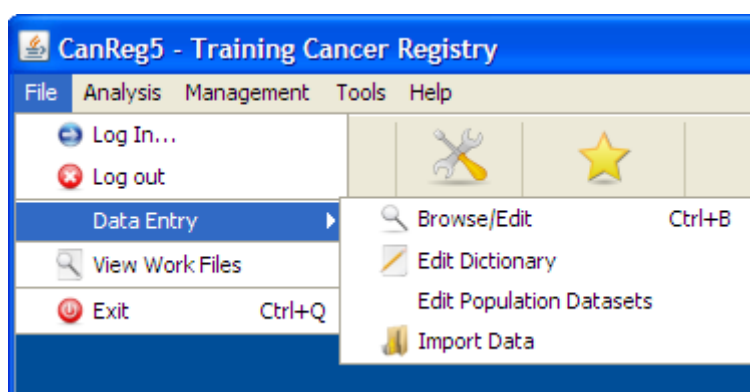 CanReg5 - Training Cancer Registry
File Analysis Management Tools Help
Log In...
Log out
Data Entry
View Work Files
Exit Ctrl+Q
Browse/Edit Ctrl+B
Edit Dictionary
Edit Population Datasets
Import Data